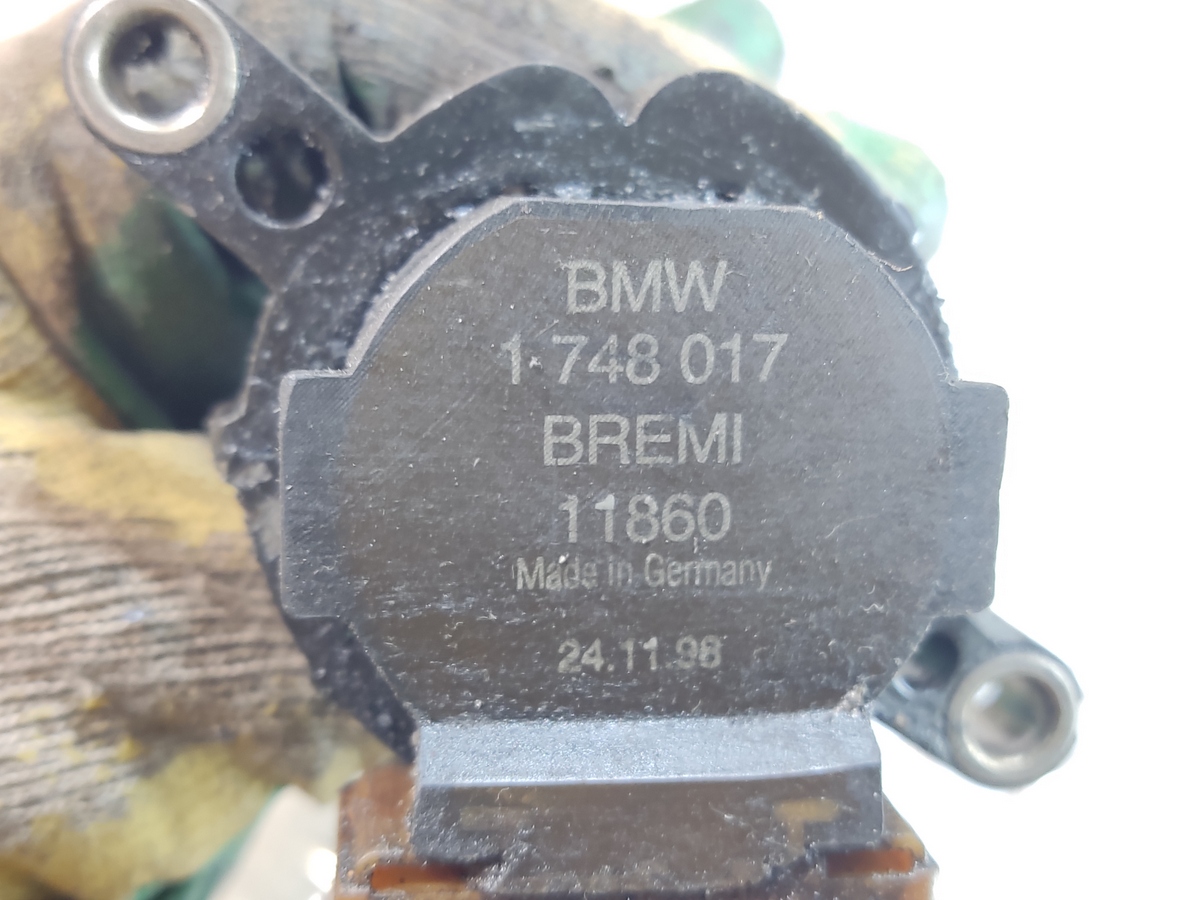 BMW
1 748 017
BREMI
11860
Made in Germany
24.11.98